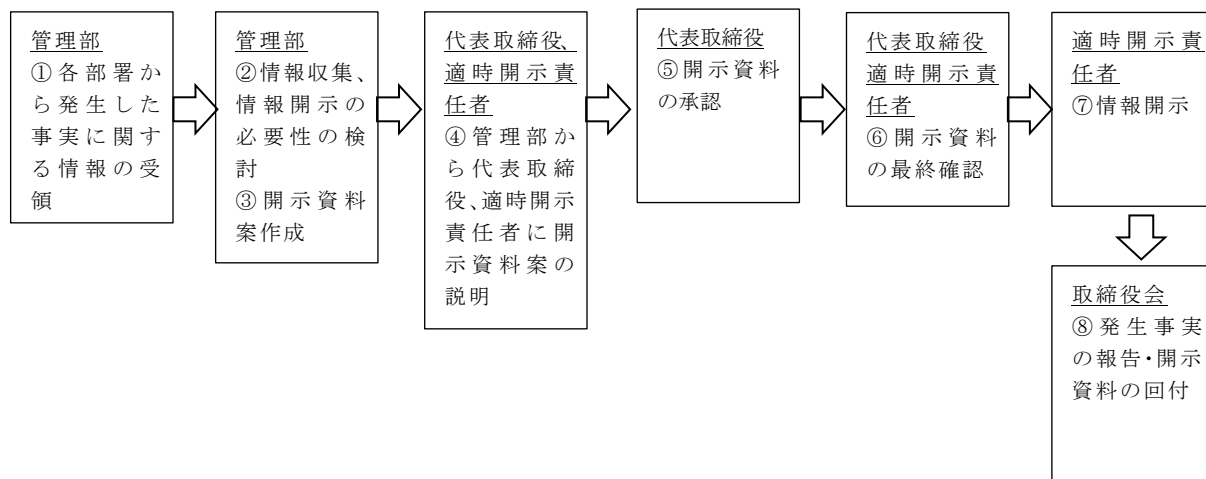 管理部
①各部署か
ら発生した
事実に関す
る情報の受
領
管理部
②情報収集、
情報開示の
必要性の検
討
③開示資料
案作成
代表取締役、
適時開示責
任者
④管理部か
ら代表取締
役、適時開示
責任者に開
示資料案の
説明
代表取締役
⑤開示資料
の承認
代表取締役
適時開示責
任者
⑥開示資料
の最終確認
適時開示責
任者
⑦情報開示
取締役会
⑧発生事実
の報告・開示
資料の回付